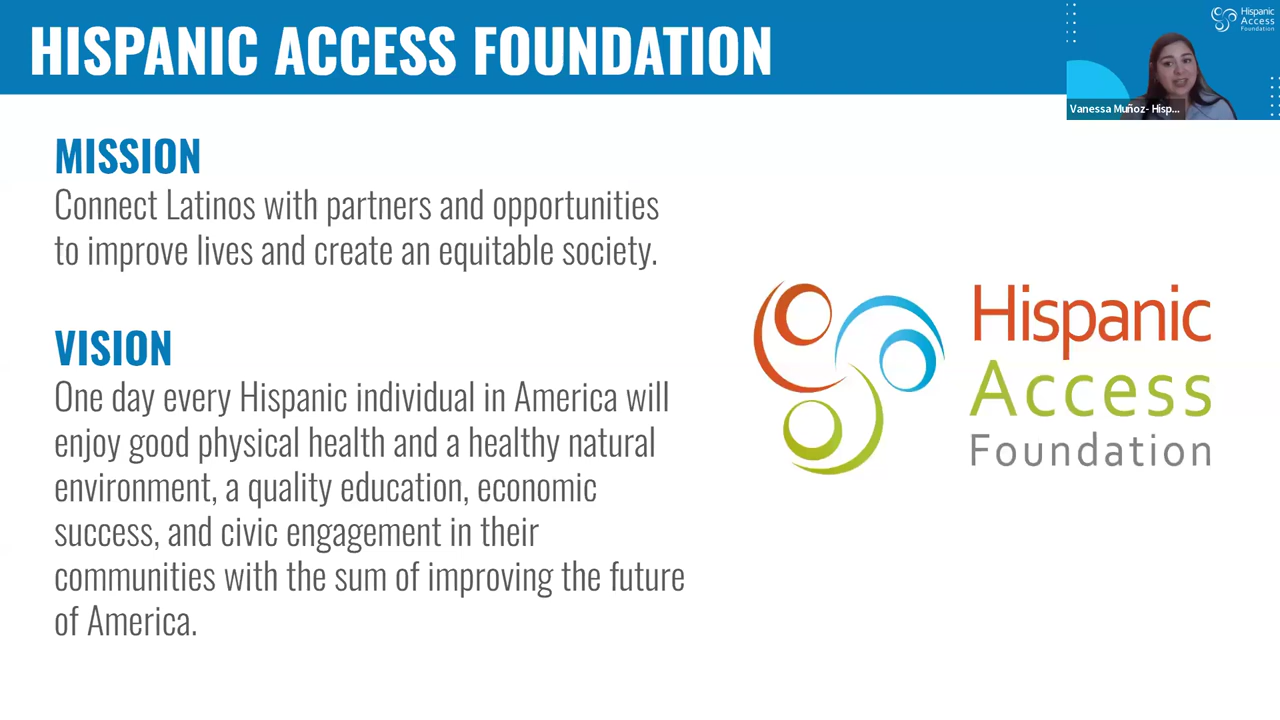 HISPANIC ACCESS FOUNDATION
Hispanic
Access
Foundation
Vanessa Muñoz- Hisp...
MISSION
Connect Latinos with partners and opportunities
to improve lives and create an equitable society.
VISION
One day every Hispanic individual in America will
enjoy good physical health and a healthy natural
environment, a quality education, economic
success, and civic engagement in their
communities with the sum of improving the future
of America.
Hispanic
Access
Foundation